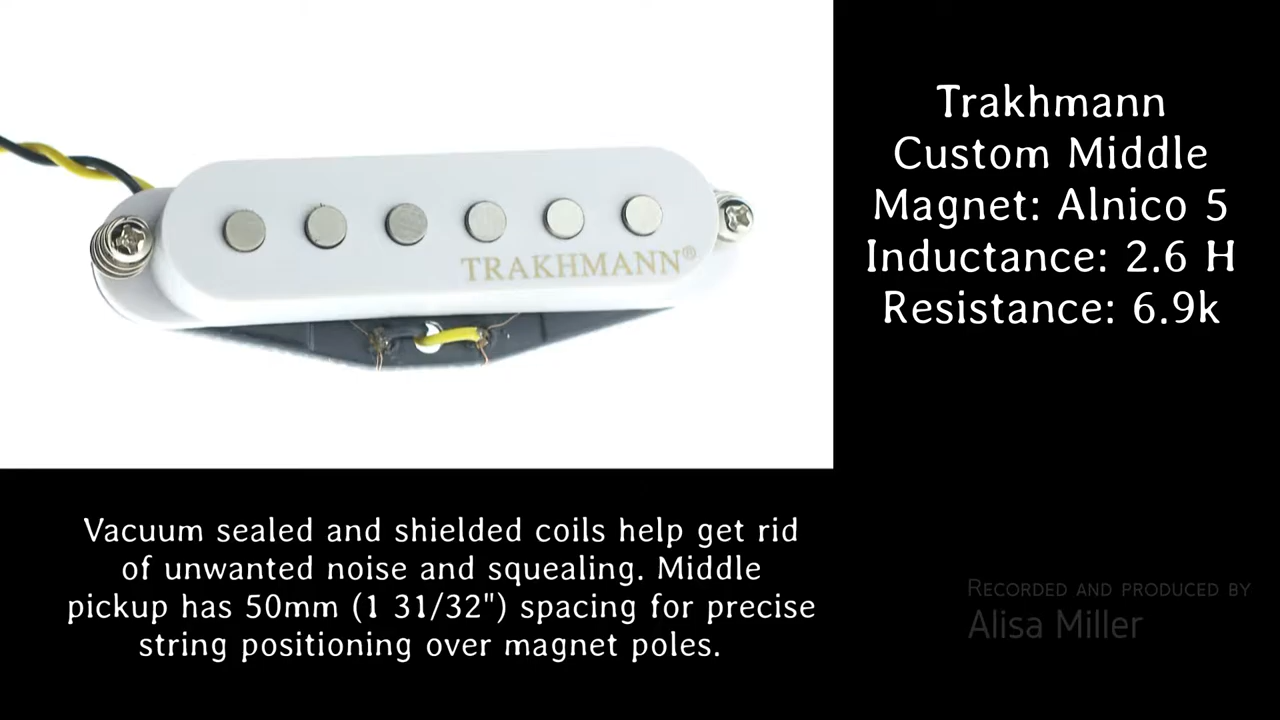 TRAKHMANN®
Trakhmann
Custom Middle
Magnet: Alnico 5
Inductance: 2.6 H
Resistance: 6.9k
Vacuum sealed and shielded coils help get rid
of unwanted noise and squealing. Middle
pickup has 50mm (1 31/32") spacing for precise
string positioning over magnet poles.
RECORDED AND PRODUCED BY
Alisa Miller